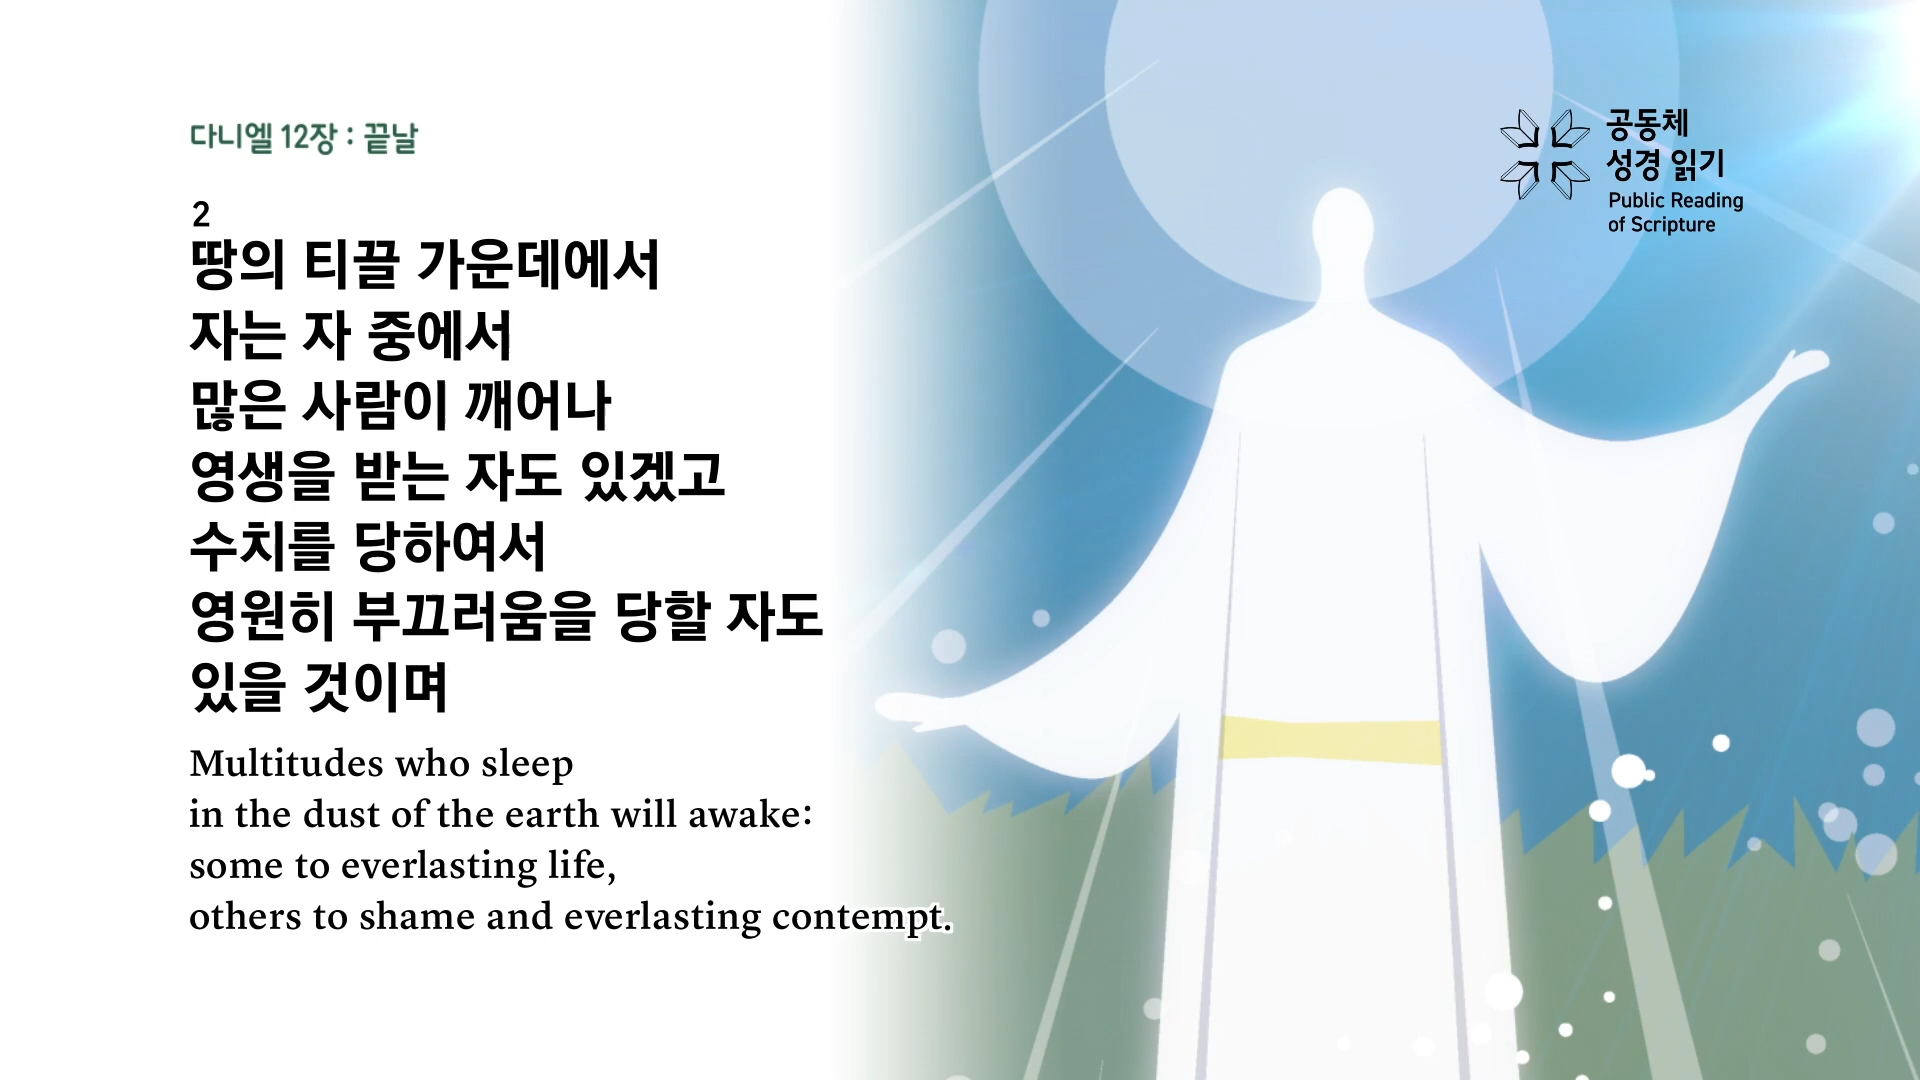 다니엘 12장 : 끝날
2
땅의 티끌 가운데에서
자는 자 중에서
많은 사람이 깨어나
영생을 받는 자도 있겠고
수치를 당하여서
영원히 부끄러움을 당할 자도
있을 것이며
Multitudes who sleep
in the dust of the earth will awake:
some to everlasting life,
others to shame and everlasting contempt.
공동체
성경 읽기
Public Reading
of Scripture